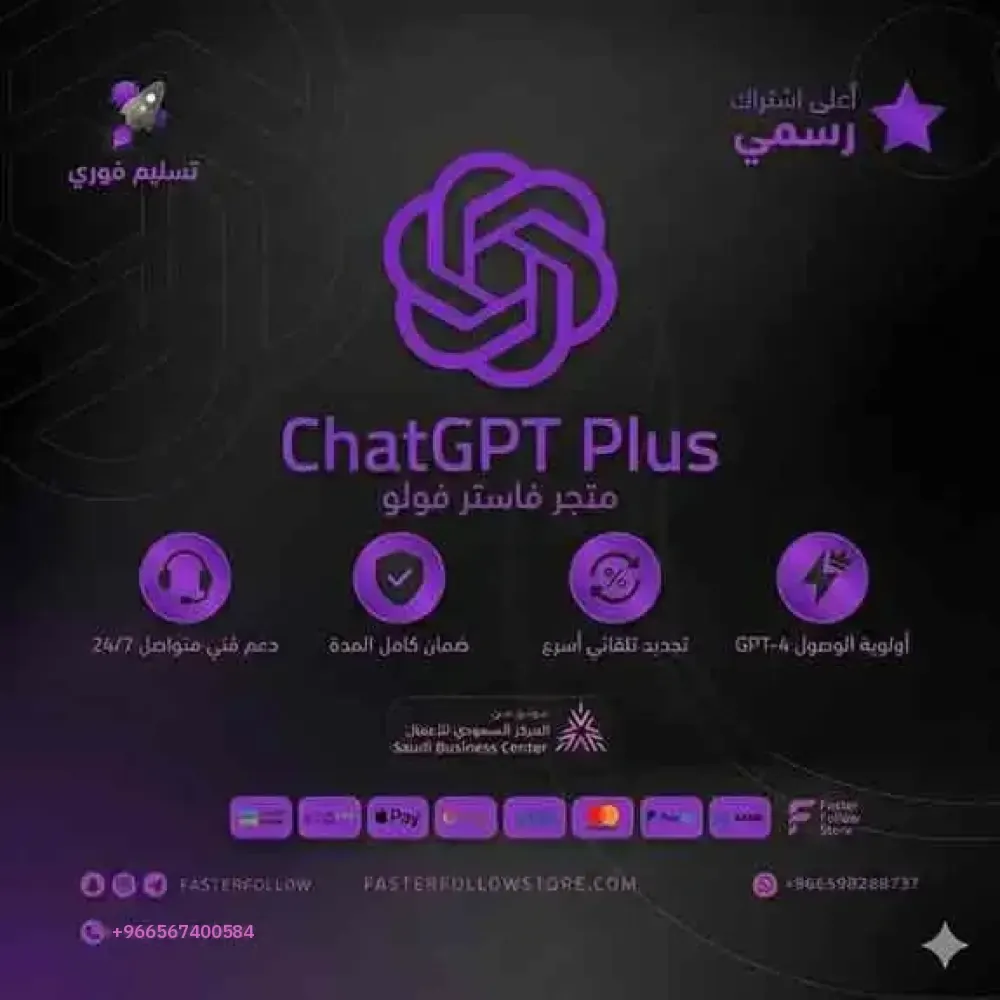 أعلى اشتراك
رسمي
تسليم فوري
ChatGPT Plus
متجر فاستر فولو
أولوية الوصول GPT-4
تجديد تلقائي أسرع
ضمان كامل المدة
دعم فني متواصل 24/7
المركز السعودي للأعمال
Saudi Business Center
Pay
Faster
Follow
Store
FASTERFOLLOW
FASTERFOLLOWSTORE.COM
+966598288737
+966567400584